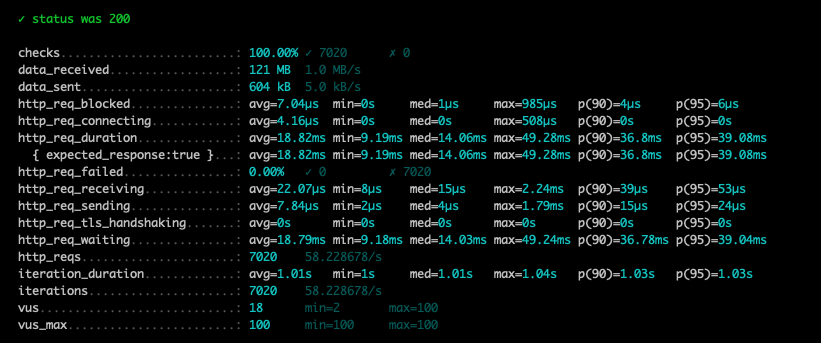 ✓ status was 200
checks.........................: 100.00% ✓ 7020 ✗ 0
data_received..................: 121 MB 1.0 MB/s
data_sent......................: 604 kB 5.0 kB/s
http_req_blocked...............: avg=7.04µs min=0s med=1µs max=985µs p(90)=4µs p(95)=6µs
http_req_connecting............: avg=4.16µs min=0s med=0s max=508µs p(90)=0s p(95)=0s
http_req_duration..............: avg=18.82ms min=9.19ms med=14.06ms max=49.28ms p(90)=36.8ms p(95)=39.08ms
{ expected_response:true }...: avg=18.82ms min=9.19ms med=14.06ms max=49.28ms p(90)=36.8ms p(95)=39.08ms
http_req_failed................: 0.00% ✓ 0 ✗ 7020
http_req_receiving.............: avg=22.07µs min=8µs med=15µs max=2.24ms p(90)=39µs p(95)=53µs
http_req_sending...............: avg=7.84µs min=2µs med=4µs max=1.79ms p(90)=15µs p(95)=24µs
http_req_tls_handshaking.......: avg=0s min=0s med=0s max=0s p(90)=0s p(95)=0s
http_req_waiting...............: avg=18.79ms min=9.18ms med=14.03ms max=49.24ms p(90)=36.78ms p(95)=39.04ms
http_reqs......................: 7020 58.228678/s
iteration_duration.............: avg=1.01s min=1s med=1.01s max=1.04s p(90)=1.03s p(95)=1.03s
iterations.....................: 7020 58.228678/s
vus............................: 18 min=2 max=100
vus_max........................: 100 min=100 max=100